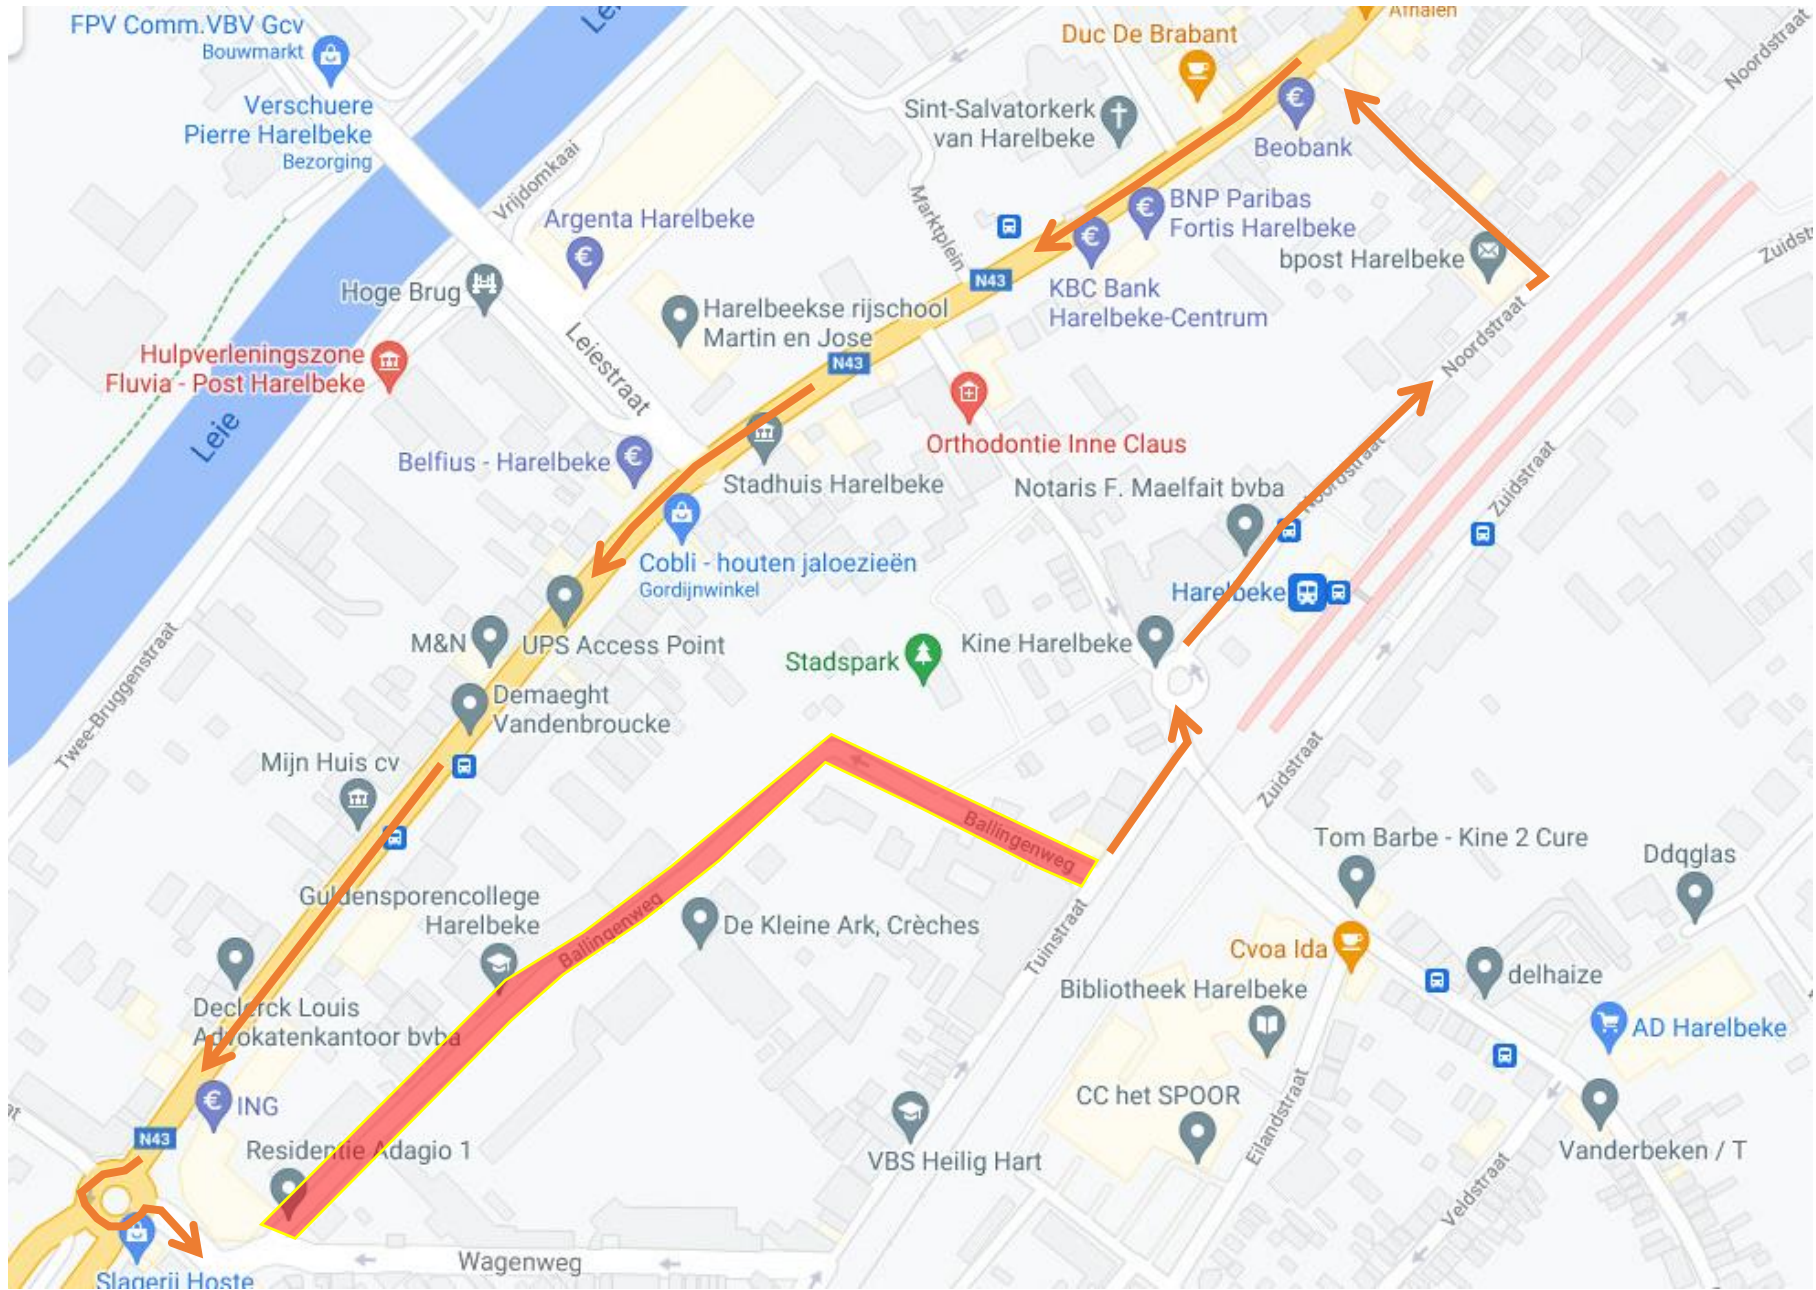 FPV Comm.VBV Gcv
Bouwmarkt
Verschuere
Pierre Harelbeke
Bezorging
Vrijdomkaai
Argenta Harelbeke
Hoge Brug
Harelbeekse rijschool
Martin en Jose
Leiestraat
Hulpverleningszone
Fluvia - Post Harelbeke
Leie
Belfius - Harelbeke
Stadhuis Harelbeke
Cobli - houten jaloezieën
Gordijnwinkel
Duc De Brabant
Afhalen
Noordstraat
Sint-Salvatorkerk
van Harelbeke
Beobank
Marktplein
BNP Paribas
Fortis Harelbeke
N43
KBC Bank
Harelbeke-Centrum
bpost Harelbeke
N43
Noordstraat
Orthodontie Inne Claus
Notaris F. Maelfait bvba
Noordstraat
Zuidstraat
Harelbeke
Kine Harelbeke
Stadspark
M&N
UPS Access Point
Demaeght
Vandenbroucke
Twee-Bruggenstraat
Mijn Huis cv
Zuidstraat
Ballingenweg
Tom Barbe - Kine 2 Cure
Ddqglas
Guldensporencollege
Harelbeke
Ballingenweg
De Kleine Ark, Crèches
Tuinstraat
Cvoa Ida
delhaize
Bibliotheek Harelbeke
AD Harelbeke
Declerck Louis
Advokatenkantoor bvba
ING
N43
Residentie Adagio 1
CC het SPOOR
VBS Heilig Hart
Eilandstraat
Vanderbeken / T
Veldstraat
Wagenweg
Slagerij Hoste